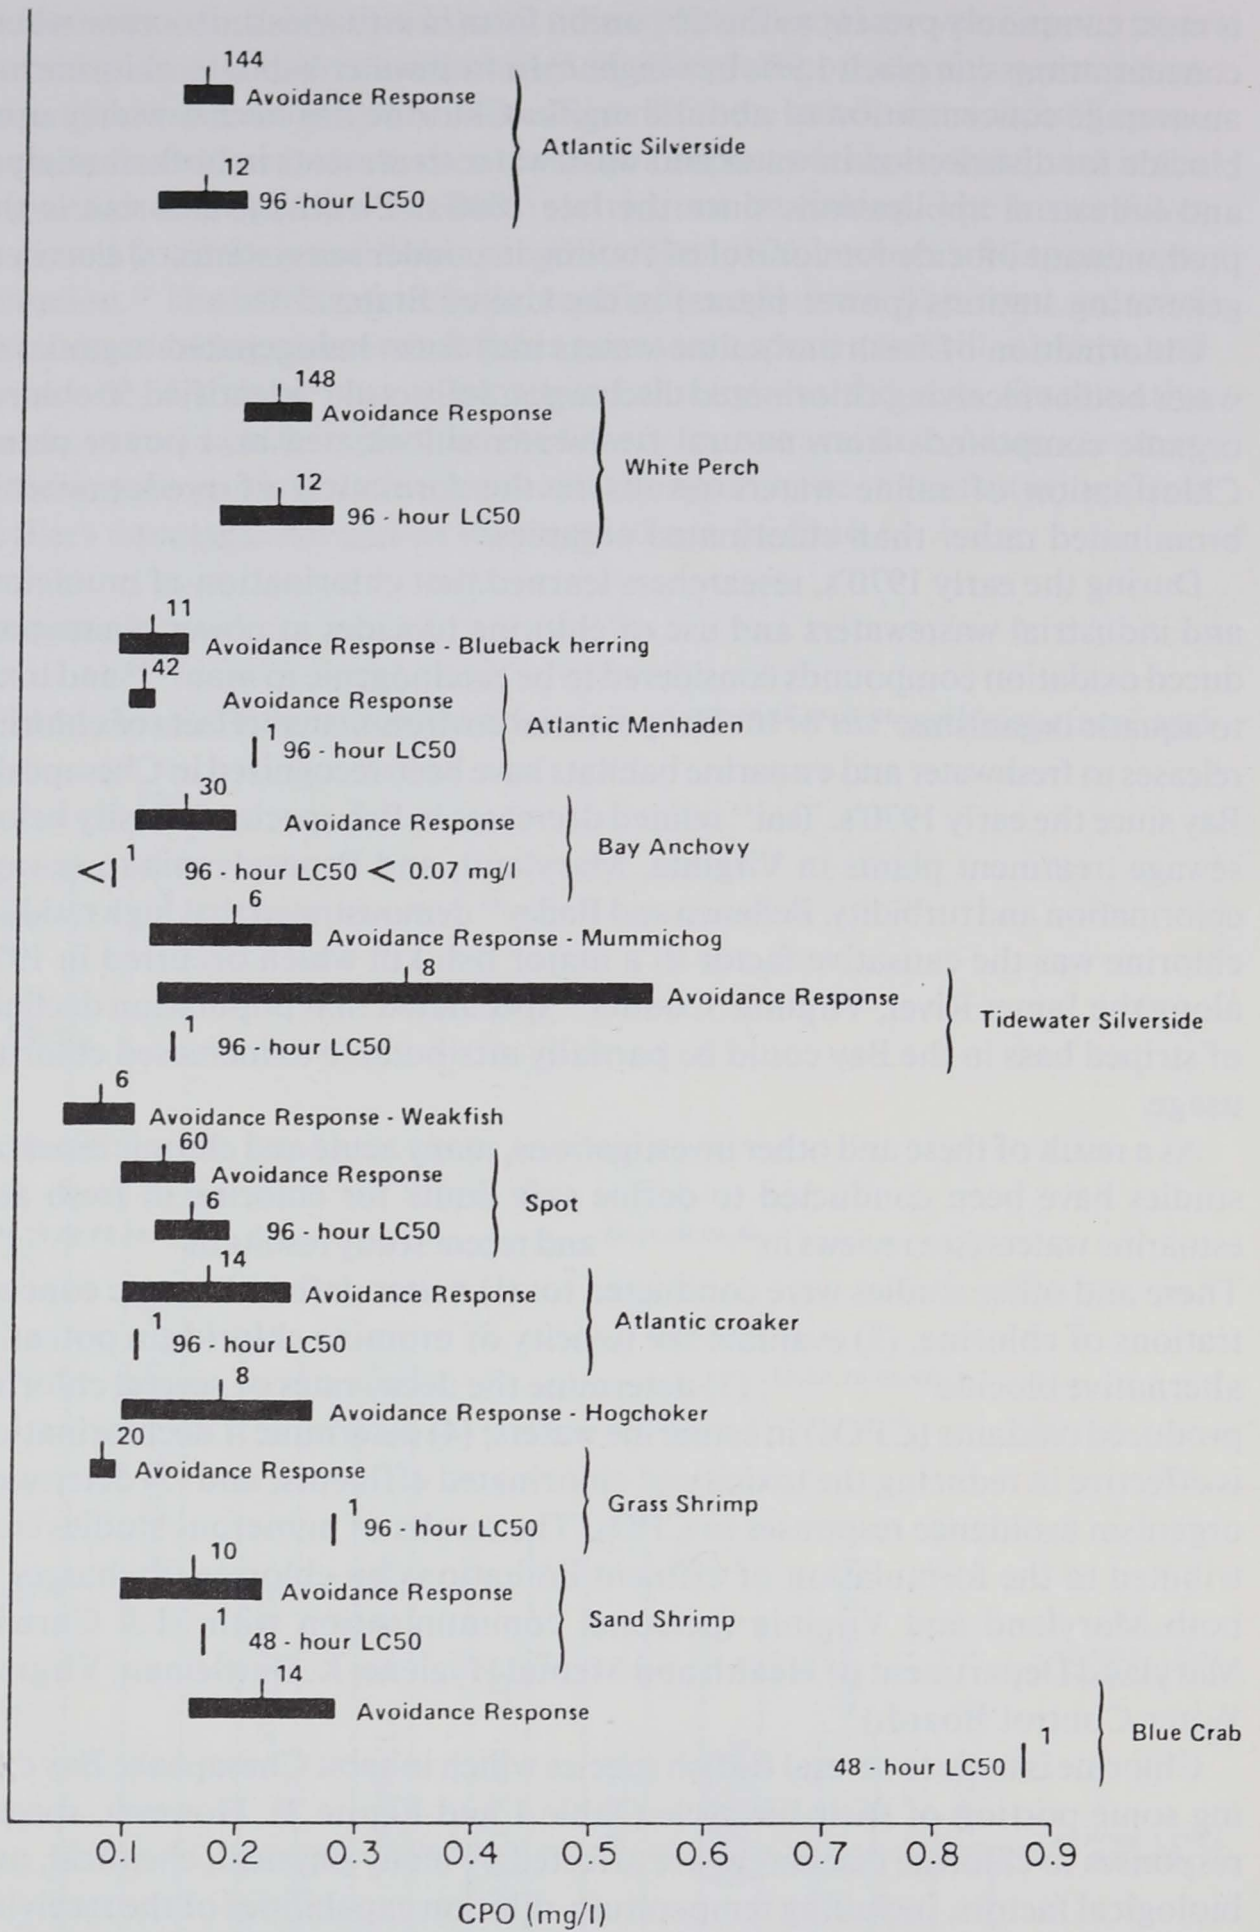 144
Avoidance Response
Atlantic Silverside
12
96 -hour LC50
148
Avoidance Response
White Perch
12
96 - hour LC50
11
Avoidance Response - Blueback herring
42
Avoidance Response
Atlantic Menhaden
1
96 - hour LC50
30
Avoidance Response
Bay Anchovy
1
< 96 - hour LC50 < 0.07 mg/l
6
Avoidance Response - Mummichog
8
Avoidance Response
Tidewater Silverside
1
96 - hour LC50
6
Avoidance Response - Weakfish
60
Avoidance Response
Spot
6
96 - hour LC50
14
Avoidance Response
Atlantic croaker
1
96 - hour LC50
8
Avoidance Response - Hogchoker
20
Avoidance Response
Grass Shrimp
1
96 - hour LC50
10
Avoidance Response
Sand Shrimp
1
48 - hour LC50
14
Avoidance Response
Blue Crab
1
48 - hour LC50
0.1 0.2 0.3 0.4 0.5 0.6 0.7 0.8 0.9
CPO (mg/l)